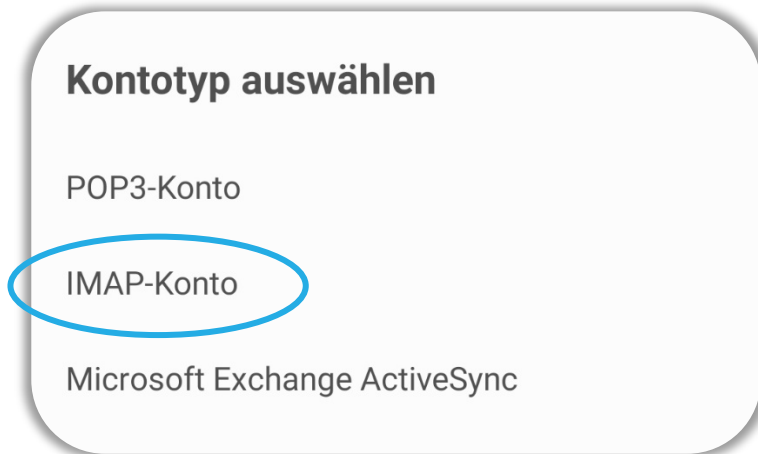 Kontotyp auswählen
POP3-Konto
IMAP-Konto
Microsoft Exchange ActiveSync